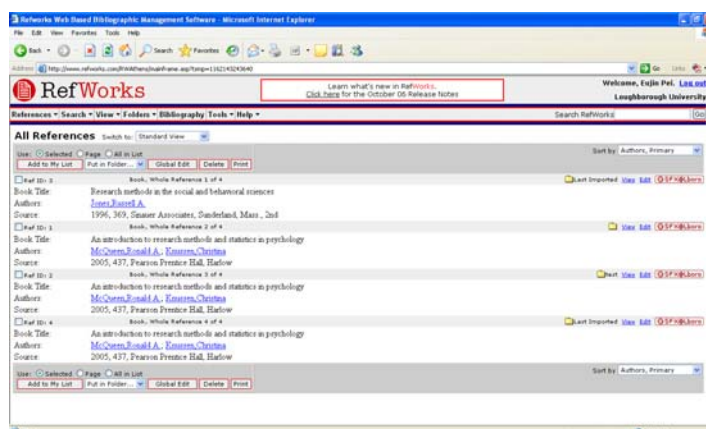 Refworks Web Based Bibliographic Management Software - Microsoft Internet Explorer
File Edit View Favorites Tools Help
Back Search Favorites
Address http://www.refworks.com/RWAthens/mainframe.asp?tsmp=1162143243640 Go Links
RefWorks
Learn what's new in RefWorks.
Click here for the October 06 Release Notes
Welcome, Eujin Pei. Log out
Loughborough University
References Search View Folders Bibliography Tools Help Search RefWorks Go
All References Switch to: Standard View
Use: Selected Page All in List Sort by Authors, Primary
Add to My List Put in Folder... Global Edit Delete Print
Ref ID: 3 Book, Whole Reference 1 of 4 Last Imported View Edit
Book Title: Research methods in the social and behavioral sciences
Authors: Jones,Russell A.
Source: 1996, 369, Sinauer Associates, Sunderland, Mass., 2nd
Ref ID: 1 Book, Whole Reference 2 of 4 View Edit
Book Title: An introduction to research methods and statistics in psychology
Authors: McQueen,Ronald A.; Knussen,Christina
Source: 2005, 437, Pearson Prentice Hall, Harlow
Ref ID: 2 Book, Whole Reference 3 of 4 View Edit
Book Title: An introduction to research methods and statistics in psychology
Authors: McQueen,Ronald A.; Knussen,Christina
Source: 2005, 437, Pearson Prentice Hall, Harlow
Ref ID: 4 Book, Whole Reference 4 of 4 Last Imported View Edit
Book Title: An introduction to research methods and statistics in psychology
Authors: McQueen,Ronald A.; Knussen,Christina
Source: 2005, 437, Pearson Prentice Hall, Harlow
Use: Selected Page All in List Sort by Authors, Primary
Add to My List Put in Folder... Global Edit Delete Print